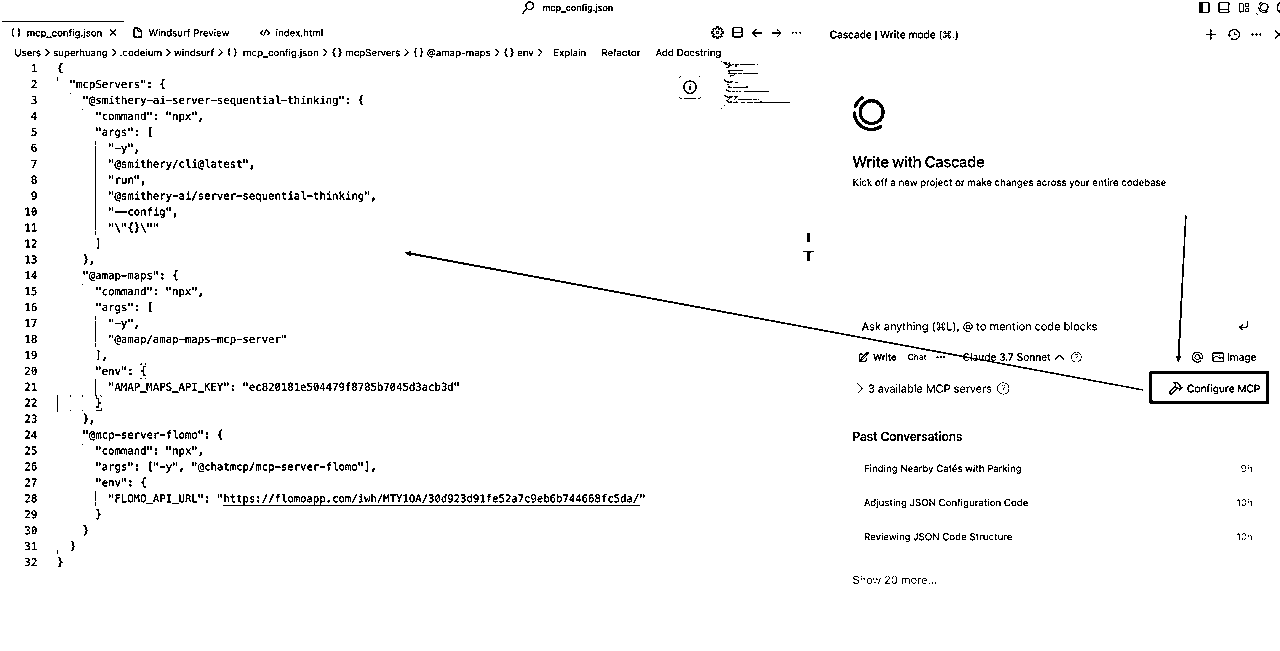 mcp_config.json
{} mcp_config.json × Windsurf Preview </> index.html
Users > superhuang > .codeium > windsurf > {} mcp_config.json > {} mcpServers > {} @amap-maps > {} env > Explain Refactor Add Docstring
1 {
2 "mcpServers": {
3 "@smithery-ai-server-sequential-thinking": {
4 "command": "npx",
5 "args": [
6 "-y",
7 "@smithery/cli@latest",
8 "run",
9 "@smithery-ai/server-sequential-thinking",
10 "--config",
11 "\"{}\""
12 ]
13 },
14 "@amap-maps": {
15 "command": "npx",
16 "args": [
17 "-y",
18 "@amap/amap-maps-mcp-server"
19 ],
20 "env": {
21 "AMAP_MAPS_API_KEY": "ec820181e504479f8785b7045d3acb3d"
22 }
23 },
24 "@mcp-server-flomo": {
25 "command": "npx",
26 "args": ["-y", "@chatmcp/mcp-server-flomo"],
27 "env": {
28 "FLOMO_API_URL": "https://flomoapp.com/iwh/MTY1OA/30d923d91fe52a7c9eb6b744668fc5da/"
29 }
30 }
31 }
32 }
Cascade | Write mode (⌘.)
Write with Cascade
Kick off a new project or make changes across your entire codebase
Ask anything (⌘L), @ to mention code blocks
Write Chat ... Claude 3.7 Sonnet @ Image
> 3 available MCP servers Configure MCP
Past Conversations
Finding Nearby Cafés with Parking 9h
Adjusting JSON Configuration Code 10h
Reviewing JSON Code Structure 10h
Show 20 more...